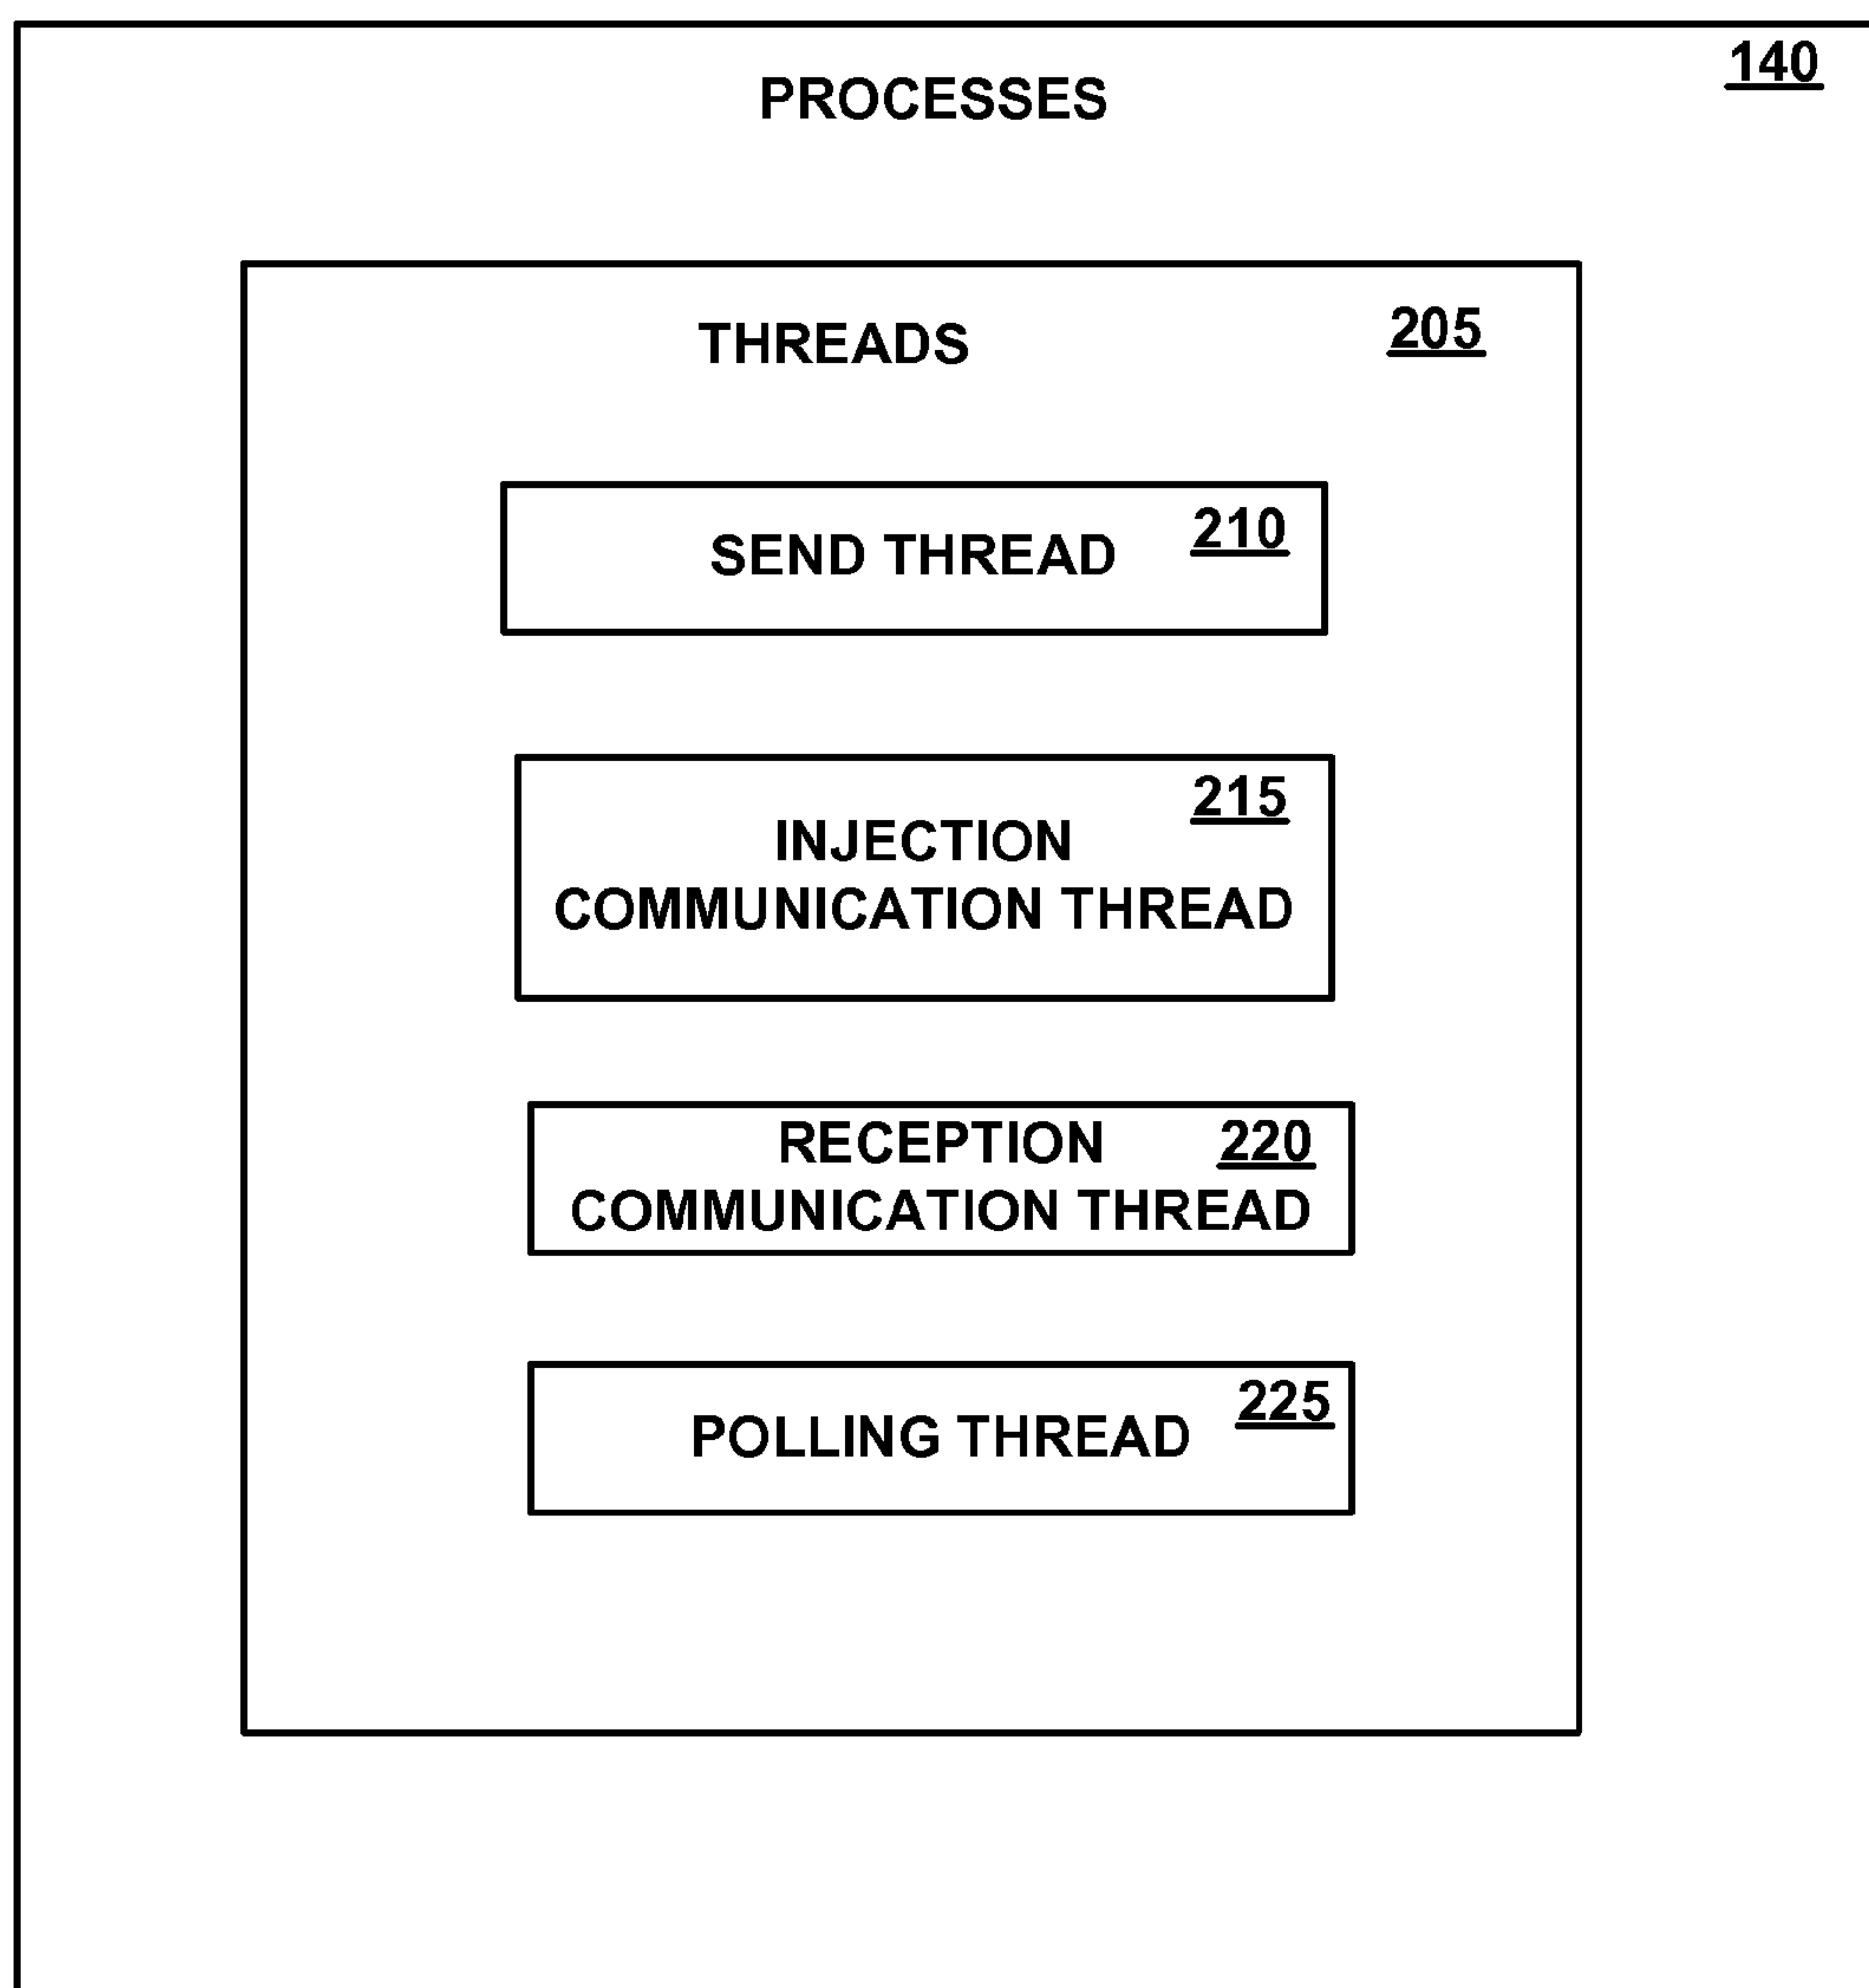 140
PROCESSES
THREADS
205
SEND THREAD
210
215
INJECTION
COMMUNICATION THREAD
RECEPTION
220
COMMUNICATION THREAD
225
POLLING THREAD